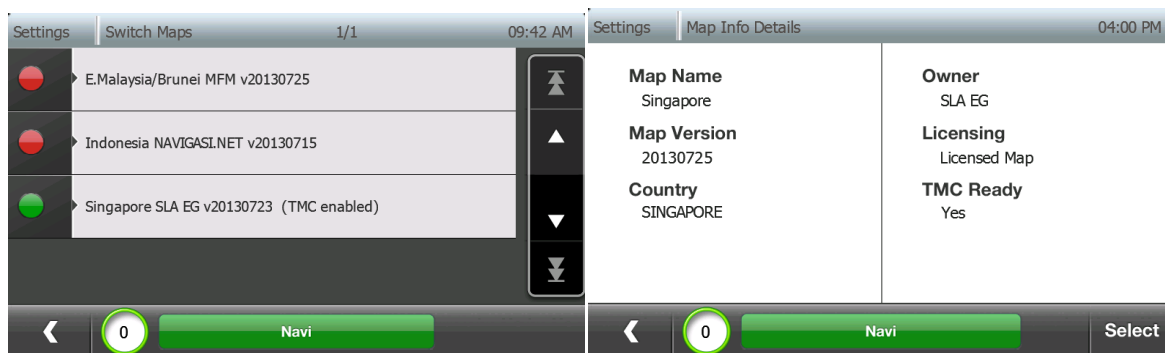 Settings Switch Maps 1/1 09:42 AM
E.Malaysia/Brunei MFM v20130725
Indonesia NAVIGASI.NET v20130715
Singapore SLA EG v20130723 (TMC enabled)
0 Navi
Settings Map Info Details 04:00 PM
Map Name
Singapore
Map Version
20130725
Country
SINGAPORE
Owner
SLA EG
Licensing
Licensed Map
TMC Ready
Yes
0 Navi Select